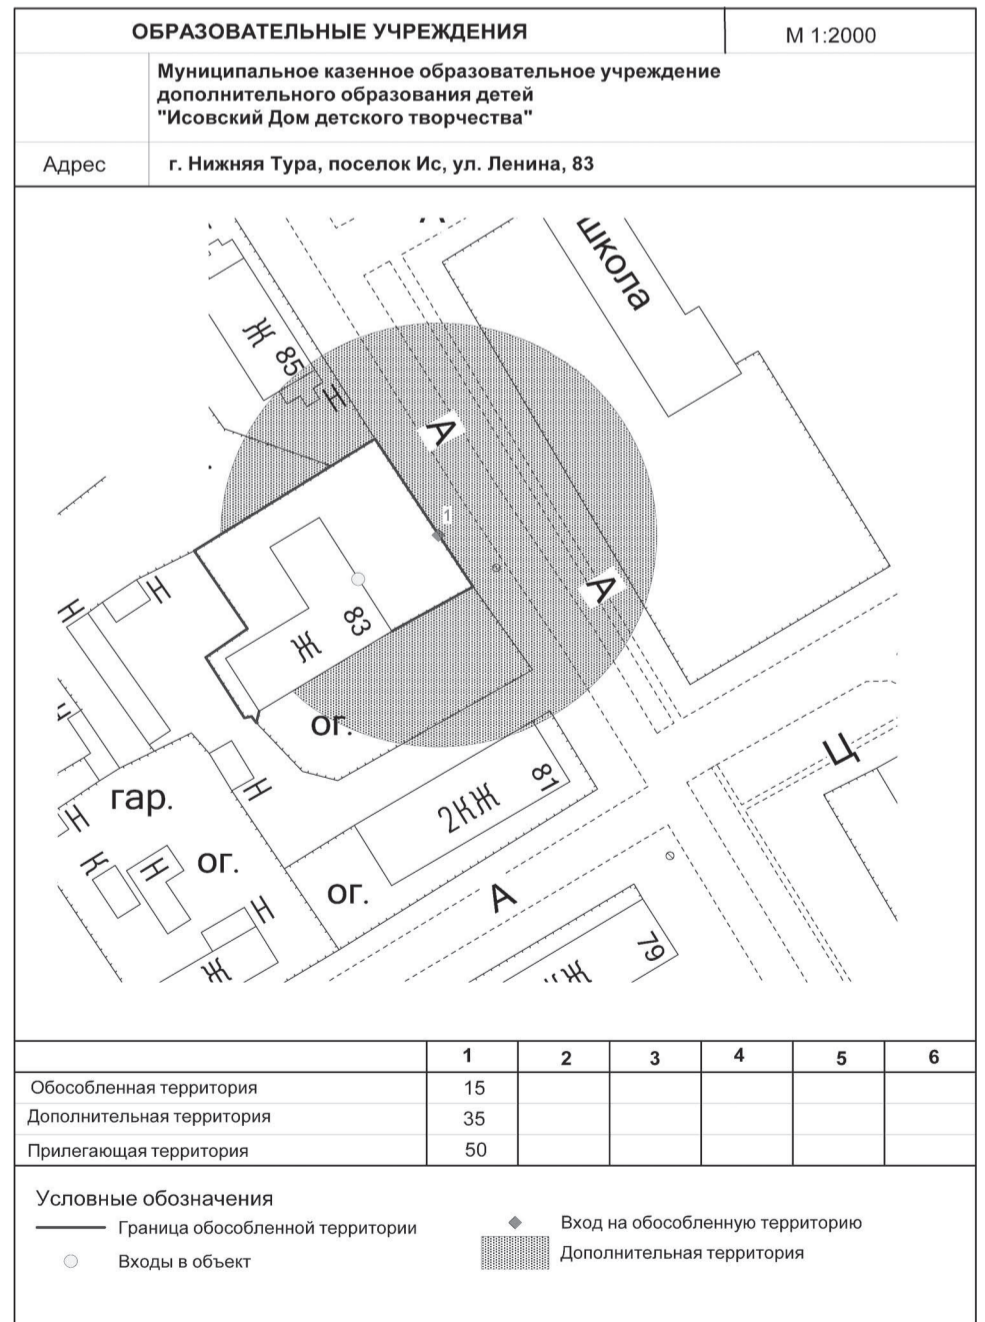 ОБРАЗОВАТЕЛЬНЫЕ УЧРЕЖДЕНИЯ
М 1:2000
Муниципальное казенное образовательное учреждение
дополнительного образования детей
"Исовский Дом детского творчества"
Адрес
г. Нижняя Тура, поселок Ис, ул. Ленина, 83
школа
Ж 85
Н
А
1
А
Н
Н
Ж 83
ог.
Ц
81
2КЖ
Н
гар.
Н
К
Н
ог.
ог.
А
Н
Ж
79
1 2 3 4 5 6
Обособленная территория 15
Дополнительная территория 35
Прилегающая территория 50
Условные обозначения
Граница обособленной территории
Входы в объект
Вход на обособленную территорию
Дополнительная территория